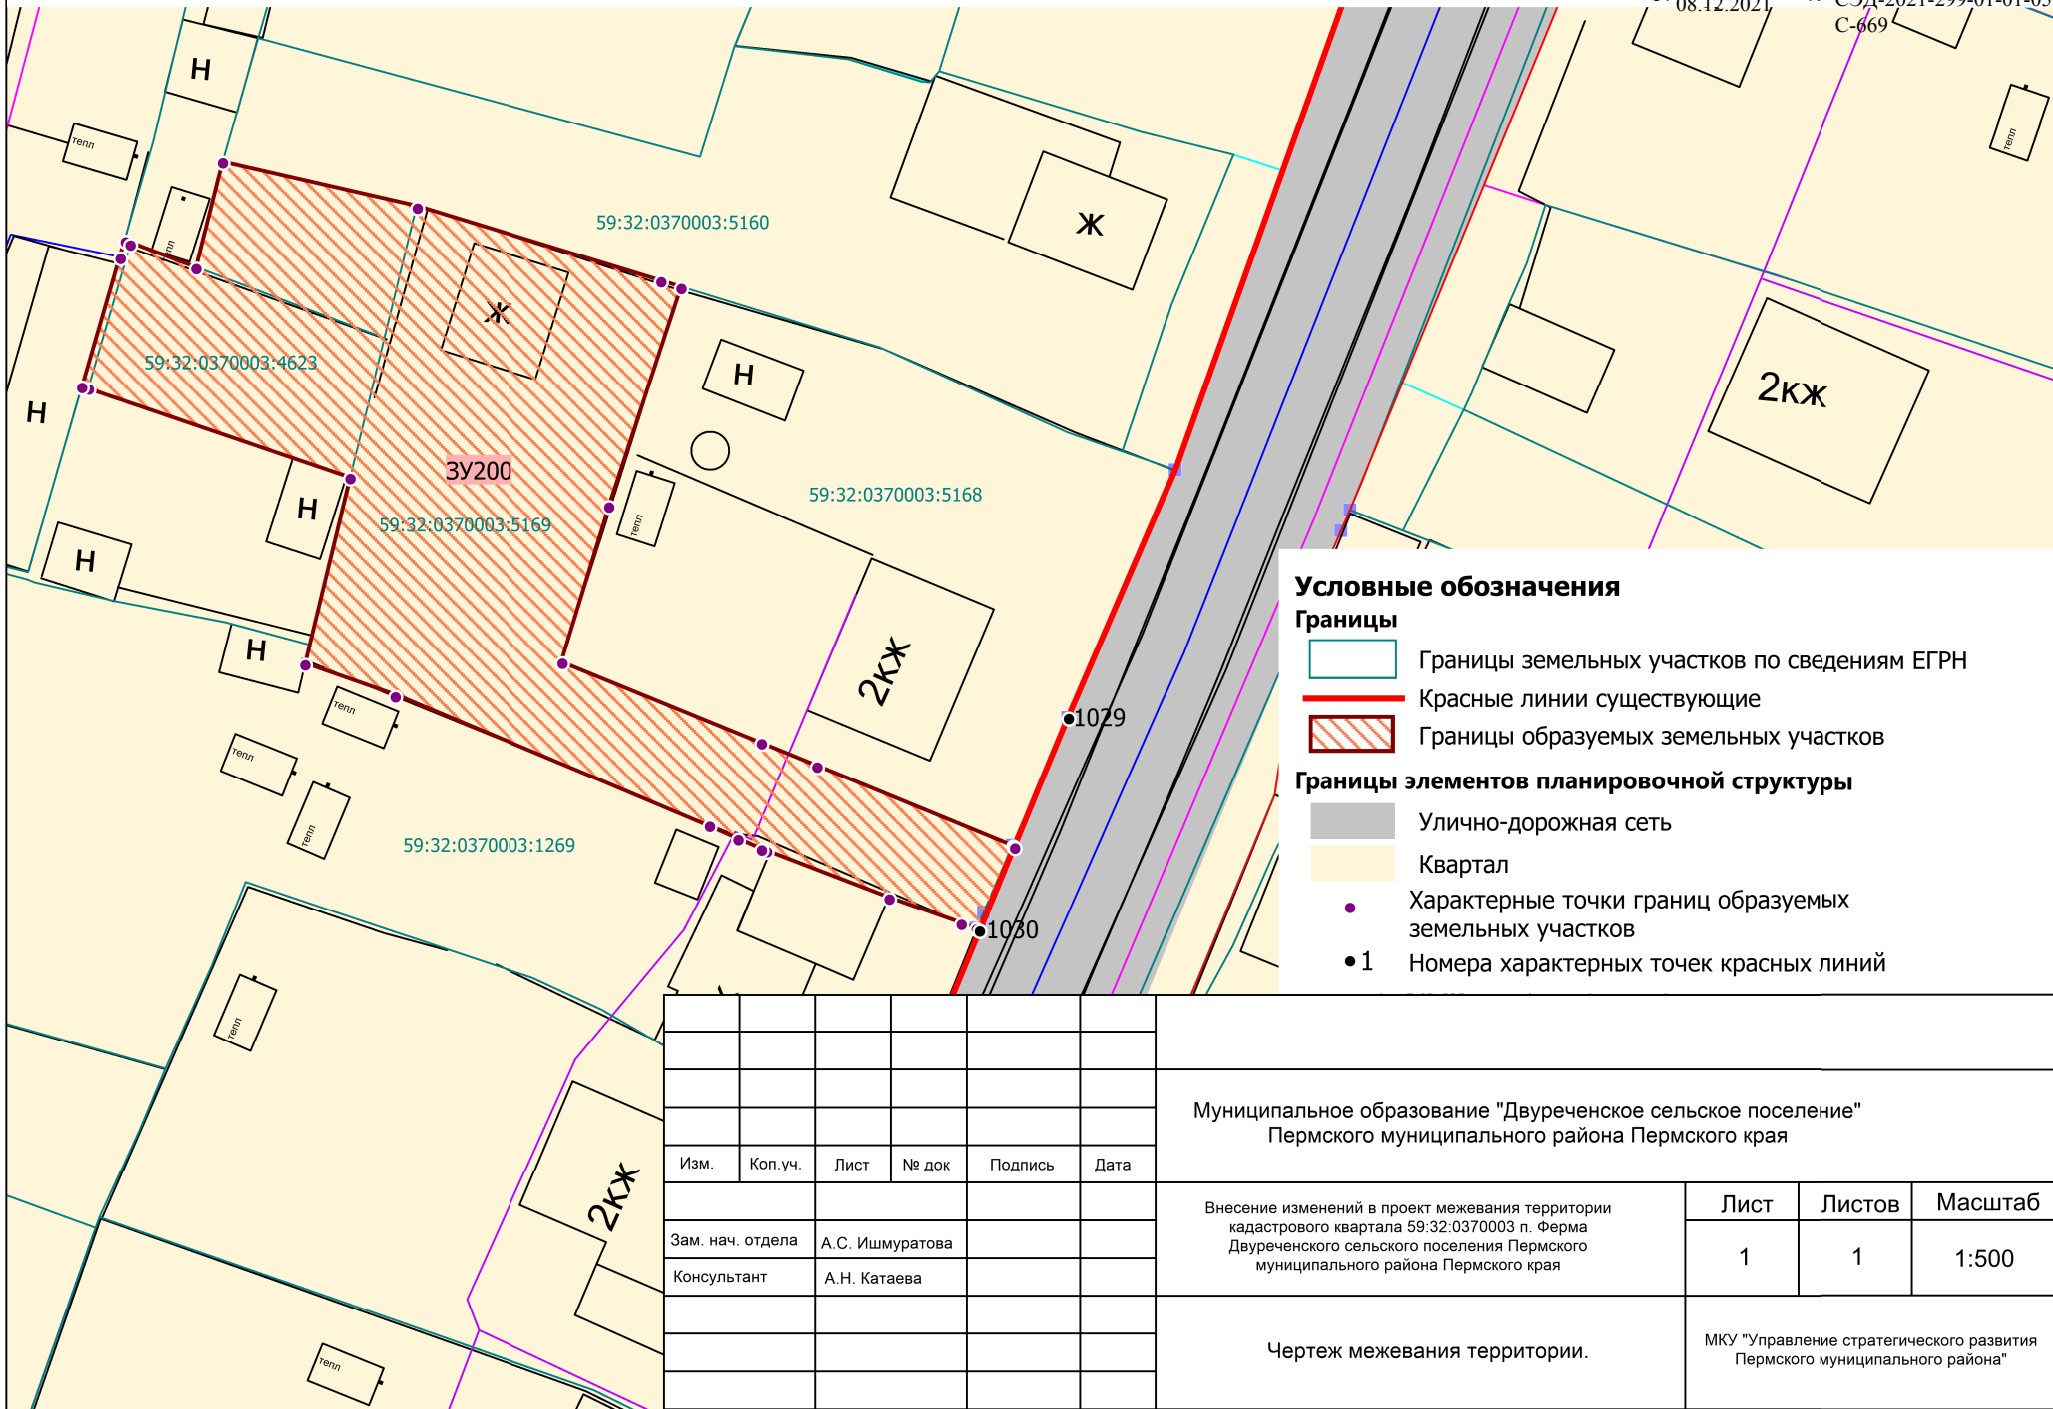 08.12.2021
СЭД-2021-299-01-01-05
С-669
Н
тепл
тепл
59:32:0370003:5160
Ж
Ж
59:32:0370003:4623
Н
Н
2кж
ЗУ200
59:32:0370003:5168
59:32:0370003:5169
Н
тепл
Н
Н
2кж
тепл
тепл
тепл
1029
59:32:0370003:1269
1030
тепл
2кж
тепл
Условные обозначения
Границы
Границы земельных участков по сведениям ЕГРН
Красные линии существующие
Границы образуемых земельных участков
Границы элементов планировочной структуры
Улично-дорожная сеть
Квартал
Характерные точки границ образуемых
земельных участков
1 Номера характерных точек красных линий
Муниципальное образование "Двуреченское сельское поселение"
Пермского муниципального района Пермского края
Изм. Коп.уч. Лист № док Подпись Дата
Внесение изменений в проект межевания территории
кадастрового квартала 59:32:0370003 п. Ферма
Двуреченского сельского поселения Пермского
муниципального района Пермского края
Лист Листов Масштаб
1 1 1:500
Зам. нач. отдела А.С. Ишмуратова
Консультант А.Н. Катаева
Чертеж межевания территории.
МКУ "Управление стратегического развития
Пермского муниципального района"